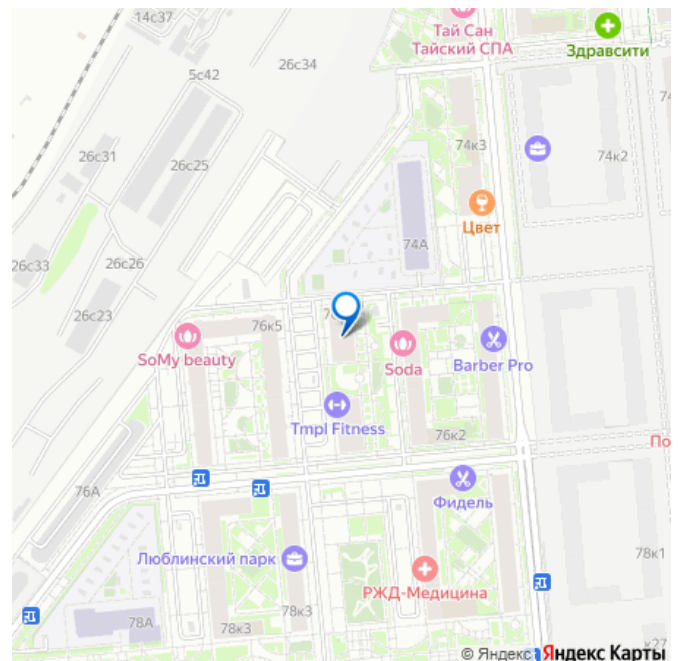 14с37
Тай Сан
Тайский СПА
Здравсити
5с42
26с34
26с31
26с25
74к3
74к2
Цвет
74А
26с33
26с26
26с23
76к5
SoMy beauty
Soda
Barber Pro
Tmpl Fitness
76к2
По
76А
Фидель
Люблинский парк
РЖД-Медицина
78к1
78А
78к3
78к3
к27
© Яндекс
Яндекс Карты